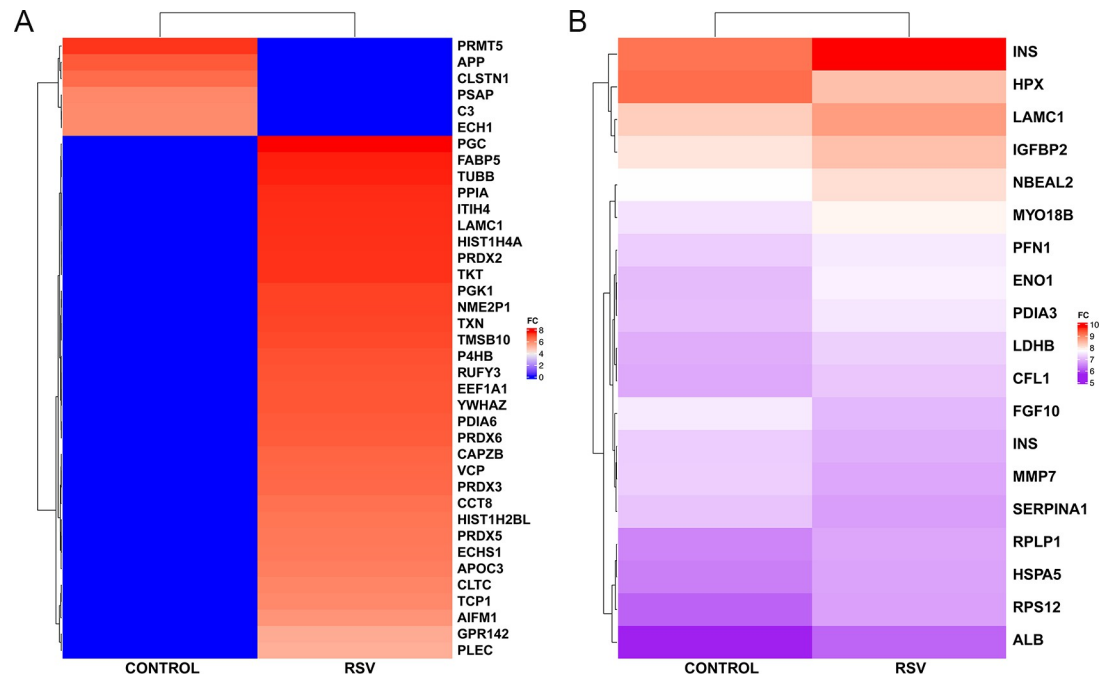 A
PRMT5
APP
CLSTN1
PSAP
C3
ECH1
PGC
FABP5
TUBB
PPIA
ITIH4
LAMC1
HIST1H4A
PRDX2
TKT
PGK1
NME2P1
TXN
TMSB10
P4HB
RUFY3
EEF1A1
YWHAZ
PDIA6
PRDX6
CAPZB
VCP
PRDX3
CCT8
HIST1H2BL
PRDX5
ECHS1
APOC3
CLTC
TCP1
AIFM1
GPR142
PLEC
CONTROL RSV
FC
8
6
4
2
0
B
INS
HPX
LAMC1
IGFBP2
NBEAL2
MYO18B
PFN1
ENO1
PDIA3
LDHB
CFL1
FGF10
INS
MMP7
SERPINA1
RPLP1
HSPA5
RPS12
ALB
CONTROL RSV
FC
10
9
8
7
6
5